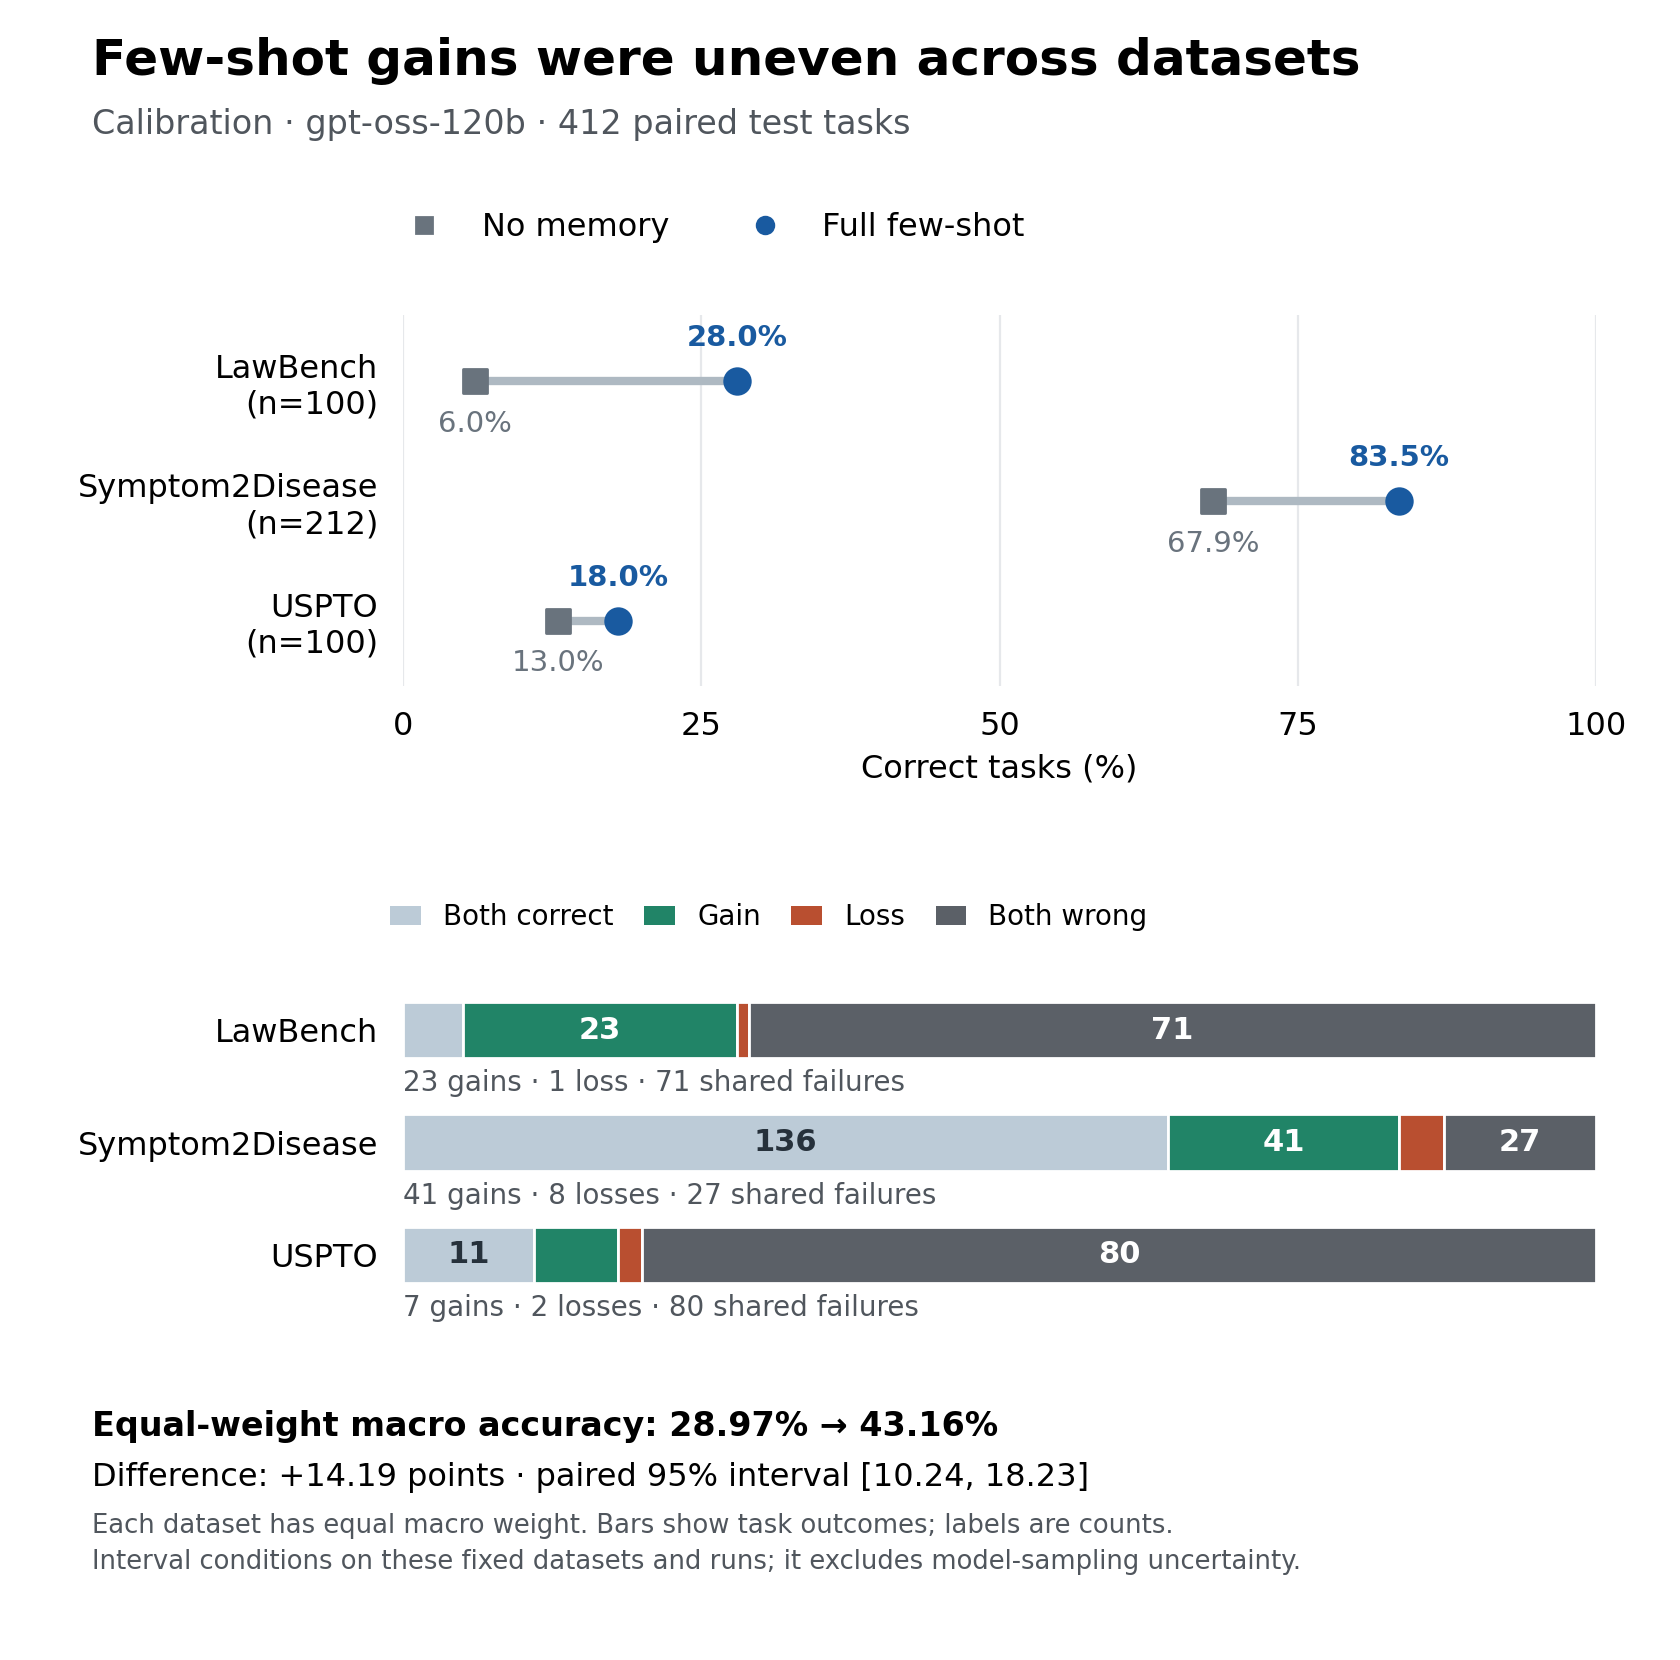 Few-shot gains were uneven across datasets
Calibration · gpt-oss-120b · 412 paired test tasks
No memory
Full few-shot
28.0%
LawBench
(n=100)
6.0%
83.5%
Symptom2Disease
(n=212)
67.9%
18.0%
USPTO
(n=100)
13.0%
0 25 50 75 100
Correct tasks (%)
Both correct
Gain
Loss
Both wrong
LawBench 23 71
23 gains · 1 loss · 71 shared failures
Symptom2Disease 136 41 27
41 gains · 8 losses · 27 shared failures
USPTO 11 80
7 gains · 2 losses · 80 shared failures
Equal-weight macro accuracy: 28.97% → 43.16%
Difference: +14.19 points · paired 95% interval [10.24, 18.23]
Each dataset has equal macro weight. Bars show task outcomes; labels are counts.
Interval conditions on these fixed datasets and runs; it excludes model-sampling uncertainty.